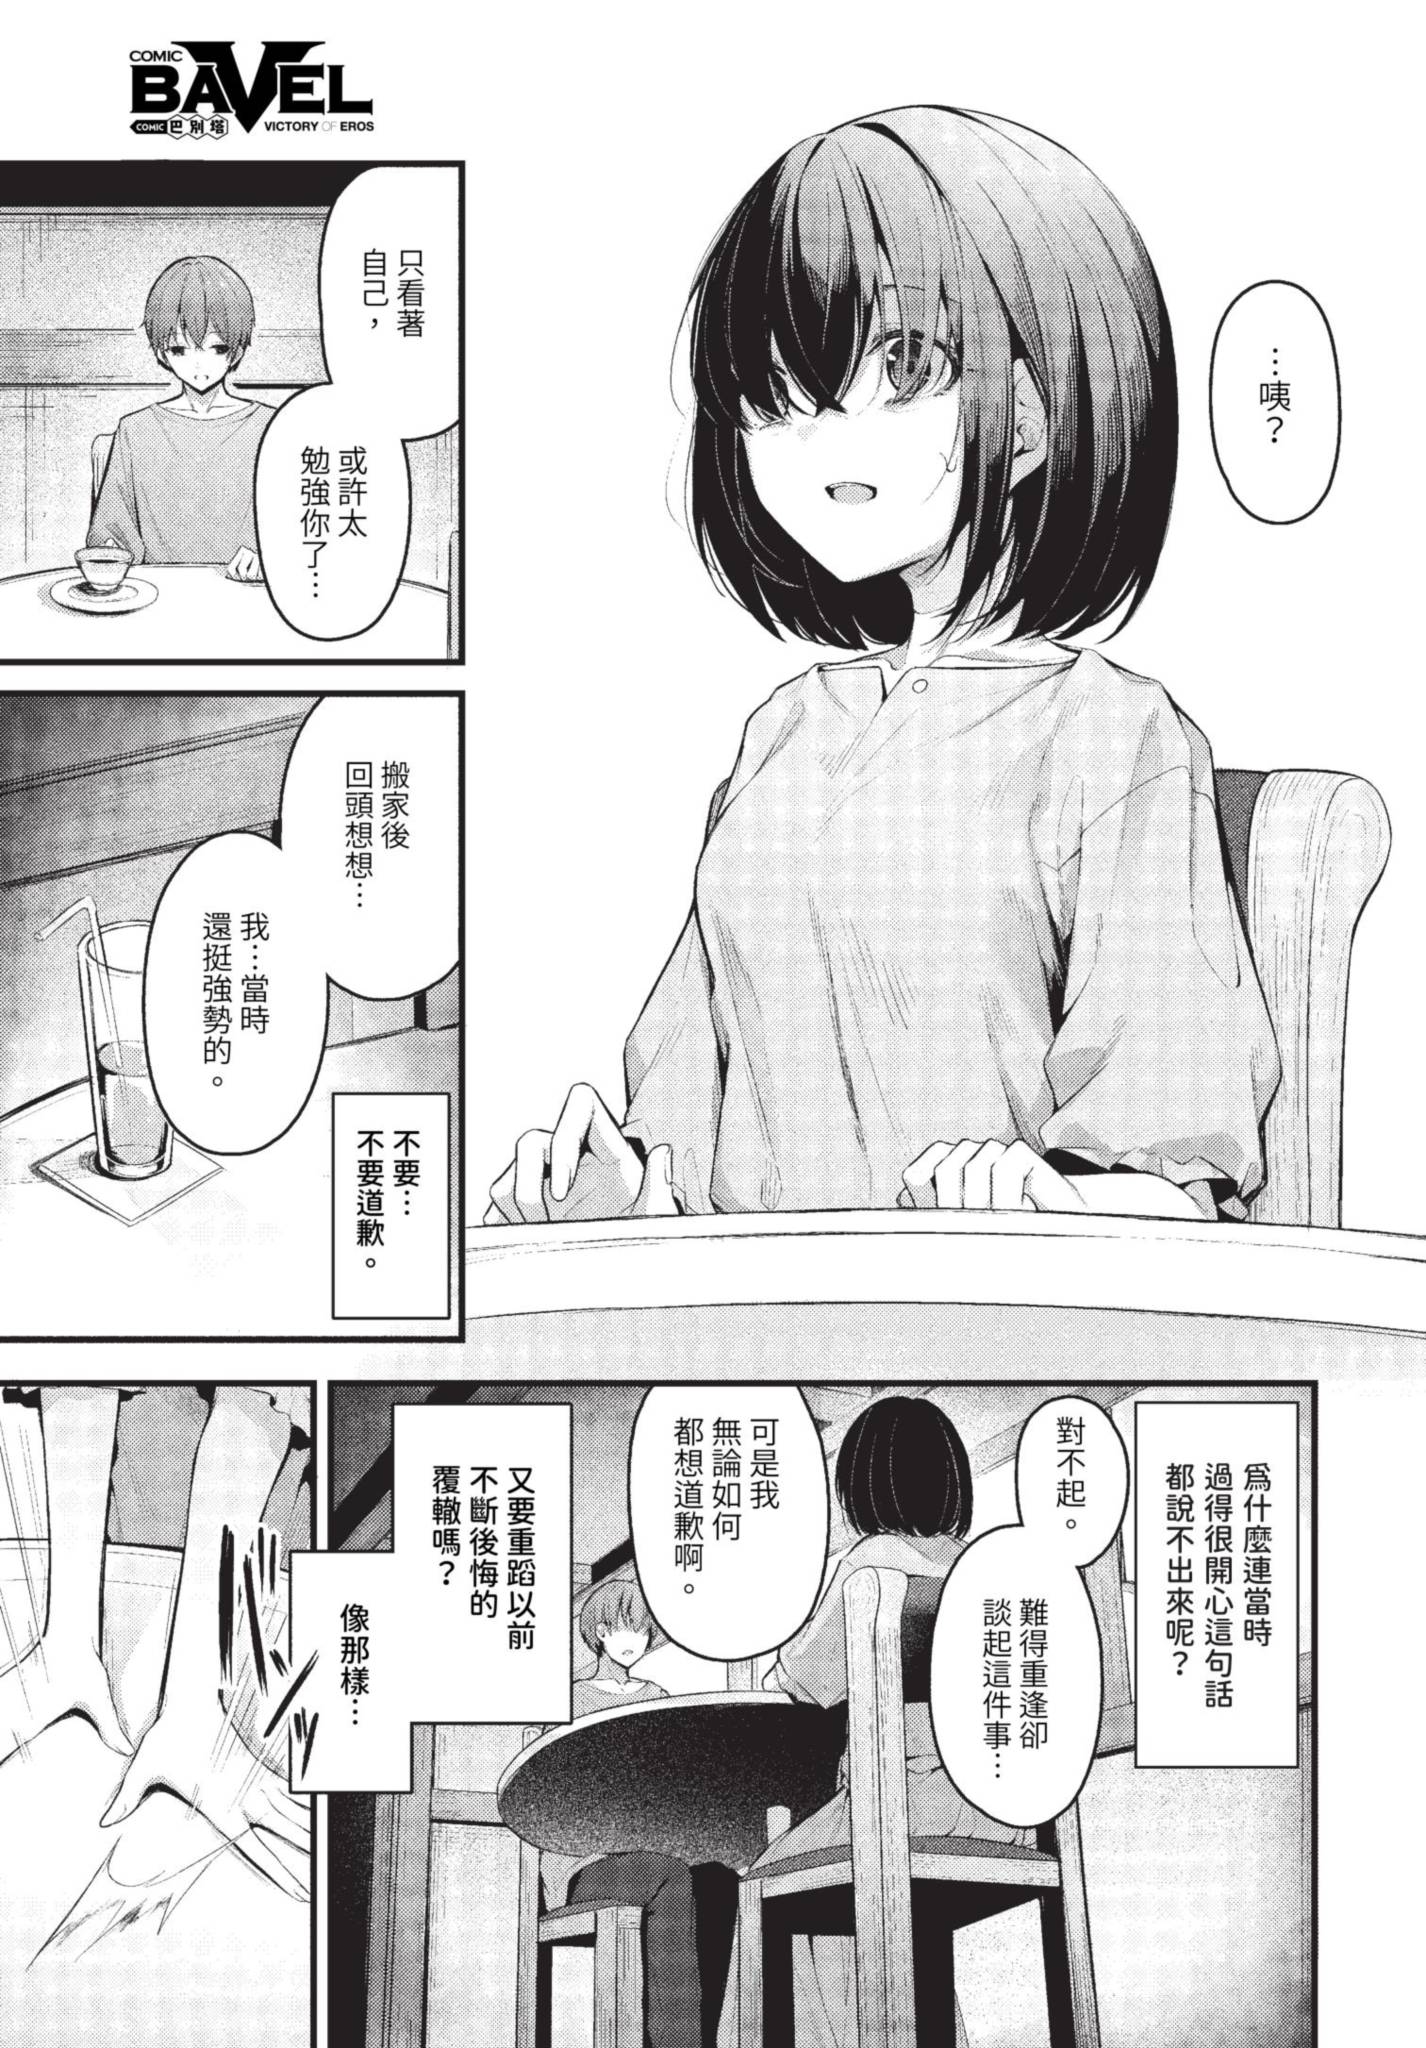 COMIC
BAVEL
COMIC 巴別塔
VICTORY OF EROS
…咦？
只看著
自己，
或許太
勉強你了…
搬家後
回頭想想…
我…當時
還挺強勢的。
不要…
不要道歉。
爲什麼連當時
過得很開心這句話
都說不出來呢？
對不起。
難得重逢卻
談起這件事…
可是我
無論如何
都想道歉啊。
又要重蹈以前
不斷後悔的
覆轍嗎？
像那樣…